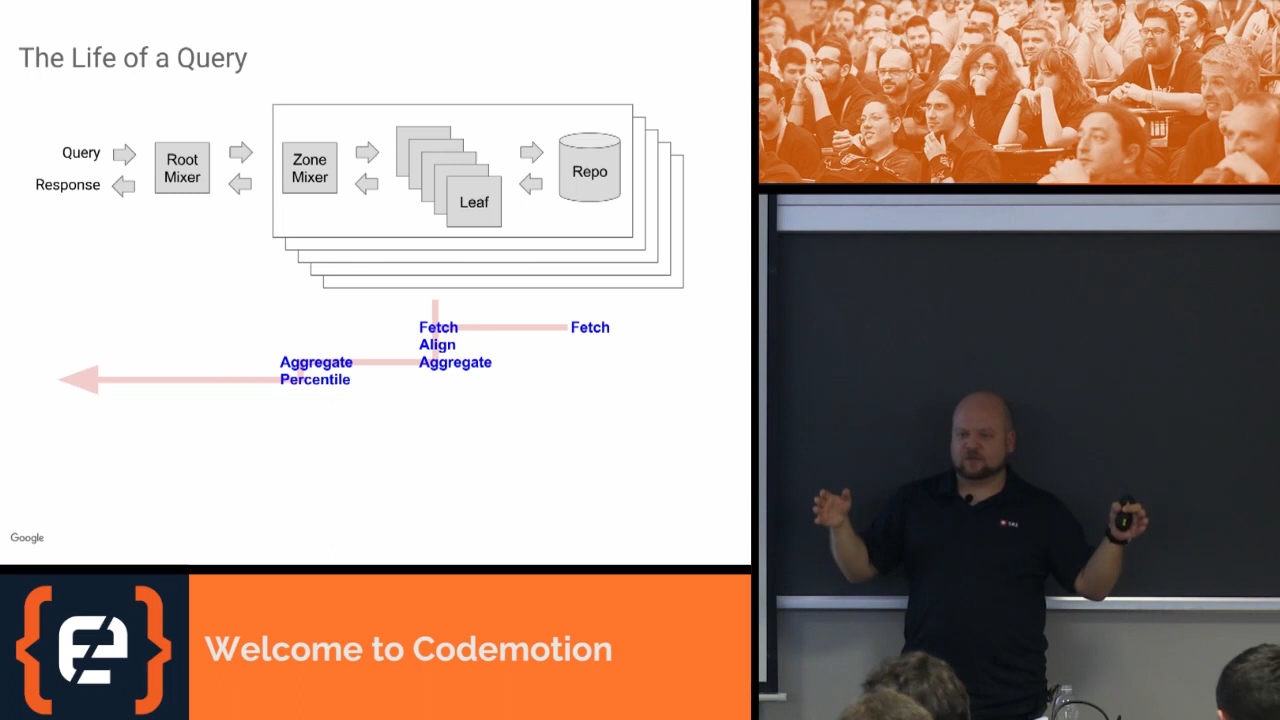 The Life of a Query
Query
Response
Root
Mixer
Zone
Mixer
Leaf
Repo
Fetch
Align
Aggregate
Fetch
Aggregate
Percentile
Google
Welcome to Codemotion